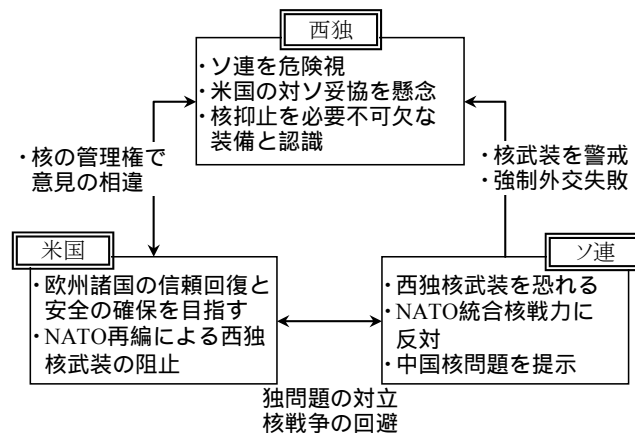 西独
・ソ連を危険視
・米国の対ソ妥協を懸念
・核抑止を必要不可欠な
装備と認識
・核の管理権で
意見の相違
・核武装を警戒
・強制外交失敗
米国
・欧州諸国の信頼回復と
安全の確保を目指す
・NATO再編による西独
核武装の阻止
ソ連
・西独核武装を恐れる
・NATO統合核戦力に
反対
・中国核問題を提示
独問題の対立
核戦争の回避